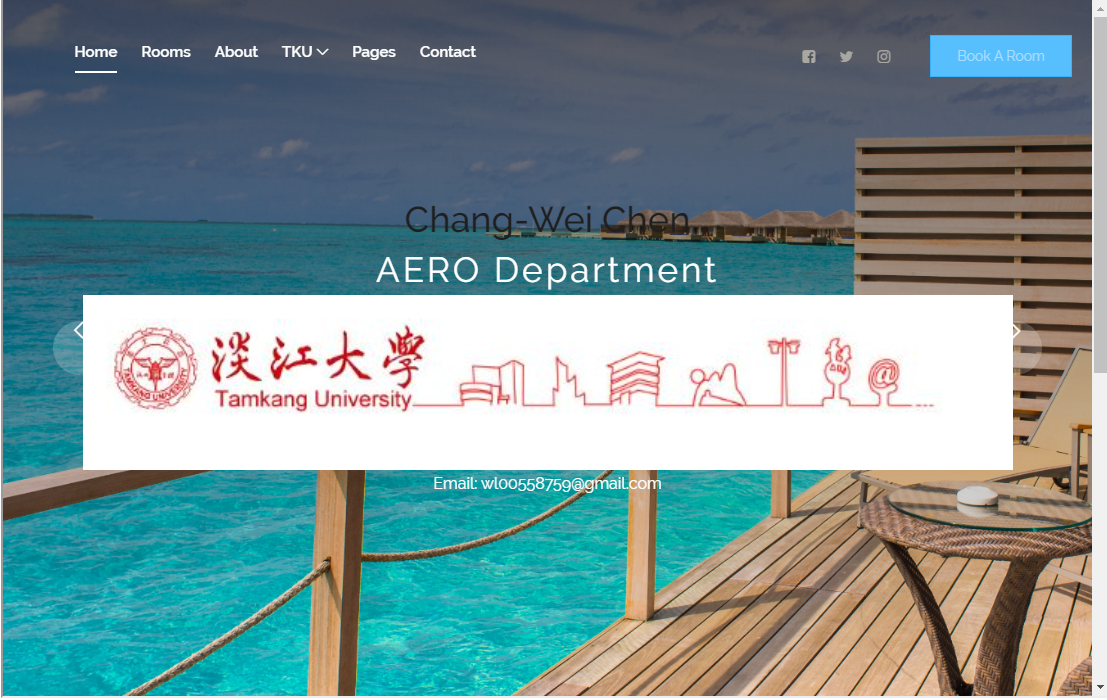 Home Rooms About TKU Pages Contact Book A Room
Chang-Wei Chen
AERO Department
淡江大學
TAMKANG UNIVERSITY
Tamkang University
Email: wl00558759@gmail.com